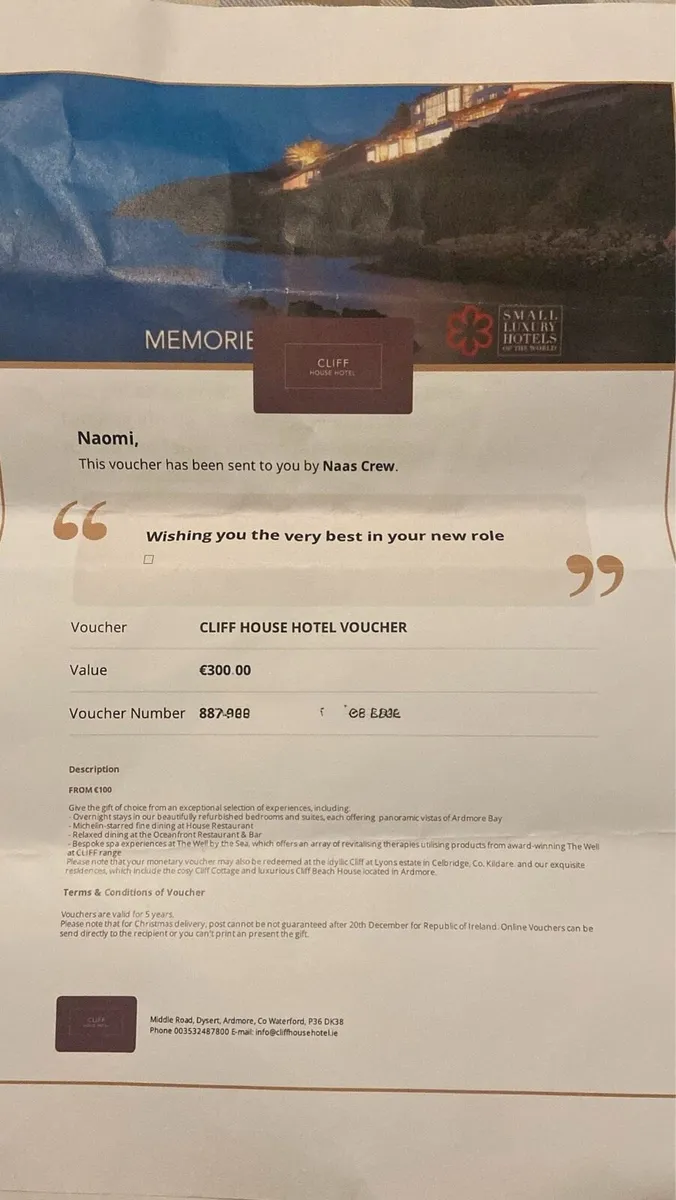 MEMORIE
CLIFF
HOUSE HOTEL
SMALL
LUXURY
HOTELS
OF THE WORLD
Naomi,
This voucher has been sent to you by Naas Crew.
“
Wishing you the very best in your new role
”
Voucher CLIFF HOUSE HOTEL VOUCHER
Value €300.00
Voucher Number
Description
FROM €100
Give the gift of choice from an exceptional selection of experiences, including:
- Overnight stays in our beautifully refurbished bedrooms and suites, each offering panoramic vistas of Ardmore Bay
- Michelin-starred fine dining at House Restaurant
- Relaxed dining at the Oceanfront Restaurant & Bar
- Bespoke spa experiences at The Well by the Sea, which offers an array of revitalising therapies utilising products from award-winning The Well
at CLIFF range
Please note that your monetary voucher may also be redeemed at the idyllic Cliff at Lyons estate in Celbridge, Co. Kildare. and our exquisite
residences, which include the cosy Cliff Cottage and luxurious Cliff Beach House located in Ardmore.
Terms & Conditions of Voucher
Vouchers are valid for 5 years.
Please note that for Christmas delivery, post cannot be not guaranteed after 20th December for Republic of Ireland. Online Vouchers can be
send directly to the recipient or you can't print an present the gift.
CLIFF
HOUSE HOTEL
Middle Road, Dysert, Ardmore, Co Waterford, P36 DK38
Phone 003532487800 E-mail: info@cliffhousehotel.ie